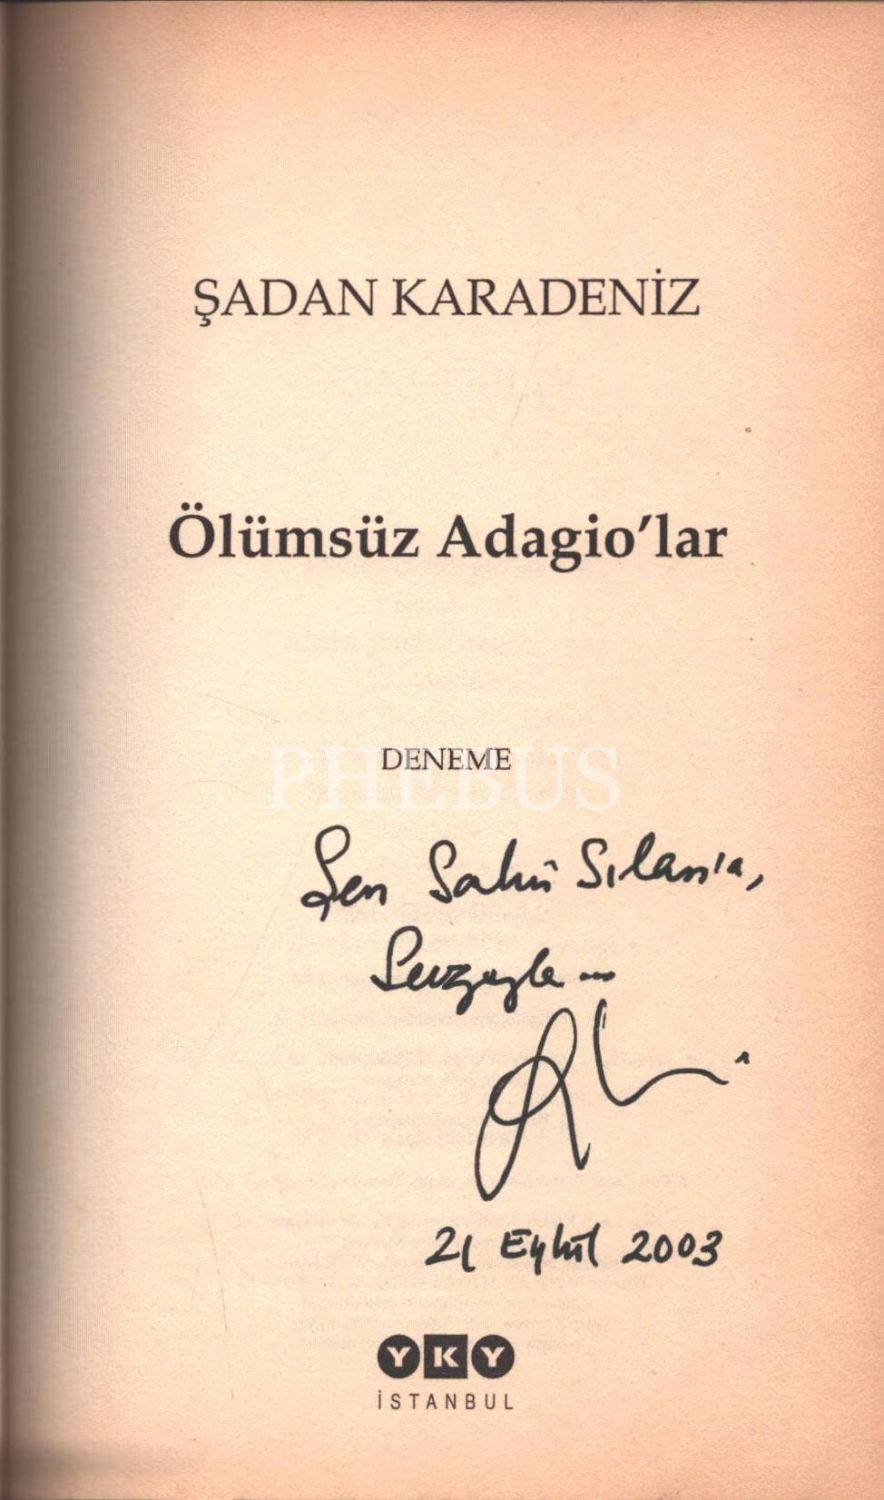 ŞADAN KARADENİZ
Ölümsüz Adagio'lar
DENEME
PHEBUS
Şen Sahir Sılan'a,
Sevgiyle...
21 Eylül 2003
YKY
İSTANBUL